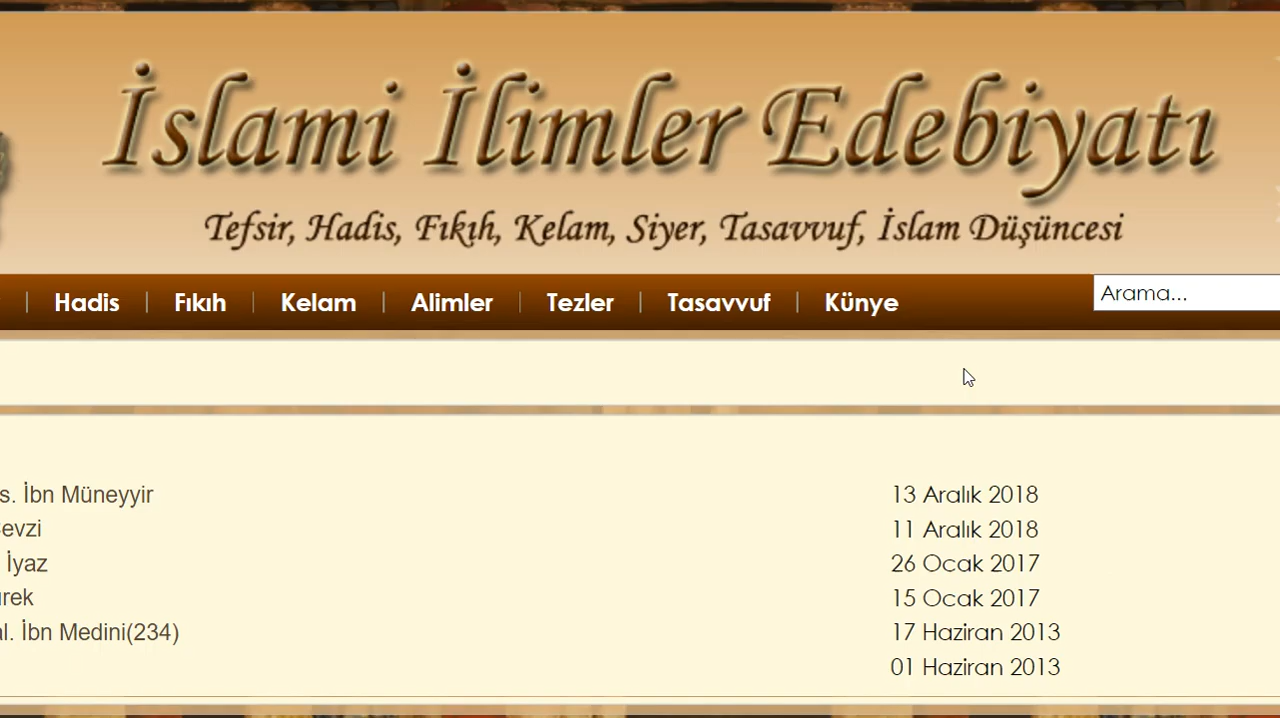 İslami İlimler Edebiyatı
Tefsir, Hadis, Fıkıh, Kelam, Siyer, Tasavvuf, İslam Düşüncesi
Hadis | Fıkıh | Kelam | Alimler | Tezler | Tasavvuf | Künye
Arama...
s. İbn Müneyyir 13 Aralık 2018
evzi 11 Aralık 2018
İyaz 26 Ocak 2017
rek 15 Ocak 2017
l. İbn Medini(234) 17 Haziran 2013
01 Haziran 2013